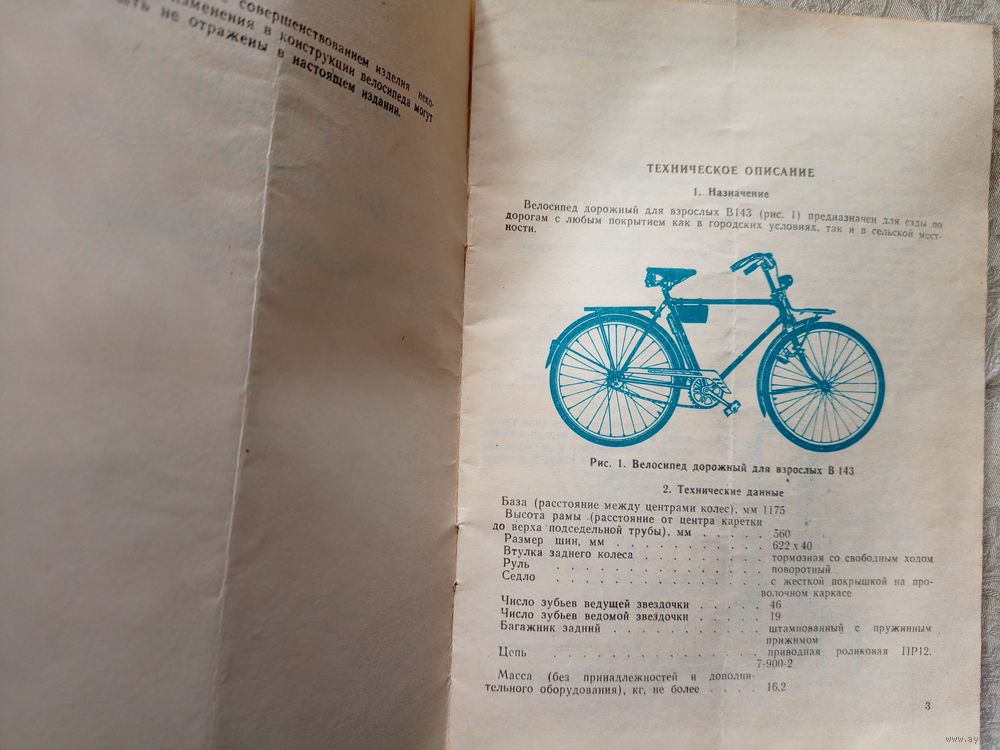 совершенствованием изделия неко-
изменения в конструкции велосипеда могут
не отражены в настоящем издании.
ТЕХНИЧЕСКОЕ ОПИСАНИЕ
1. Назначение
Велосипед дорожный для взрослых В143 (рис. 1) предназначен для езды по
дорогам с любым покрытием как в городских условиях, так и в сельской мест-
ности.
Рис. 1. Велосипед дорожный для взрослых В 143
2. Технические данные
База (расстояние между центрами колес), мм 1175
Высота рамы (расстояние от центра каретки
до верха подседельной трубы), мм . . . . . 560
Размер шин, мм . . . . . . . . . . . 622 х 40
Втулка заднего колеса . . . . . . . . . тормозная со свободным ходом
Руль . . . . . . . . . . . . . . . поворотный
Седло . . . . . . . . . . . . . . . с жесткой покрышкой на про-
волочном каркасе
Число зубьев ведущей звездочки . . . . . 46
Число зубьев ведомой звездочки . . . . . 19
Багажник задний . . . . . . . . . . . штампованный с пружинным
прижимом
Цепь . . . . . . . . . . . . . . . приводная роликовая ПР12,
7-900-2
Масса (без принадлежностей и дополни-
тельного оборудования), кг, не более . . . . 16,2
3